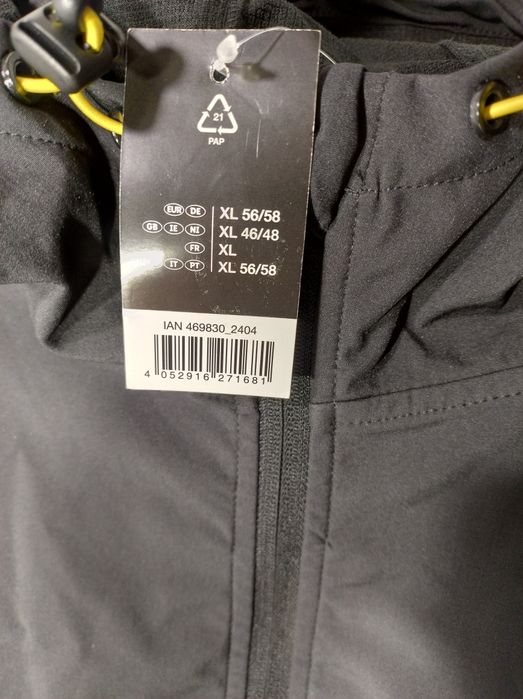 21
PAP
EUR DE XL 56/58
GB IE NI XL 46/48
FR XL
IT PT XL 56/58
IAN 469830_2404
4 052916 271681